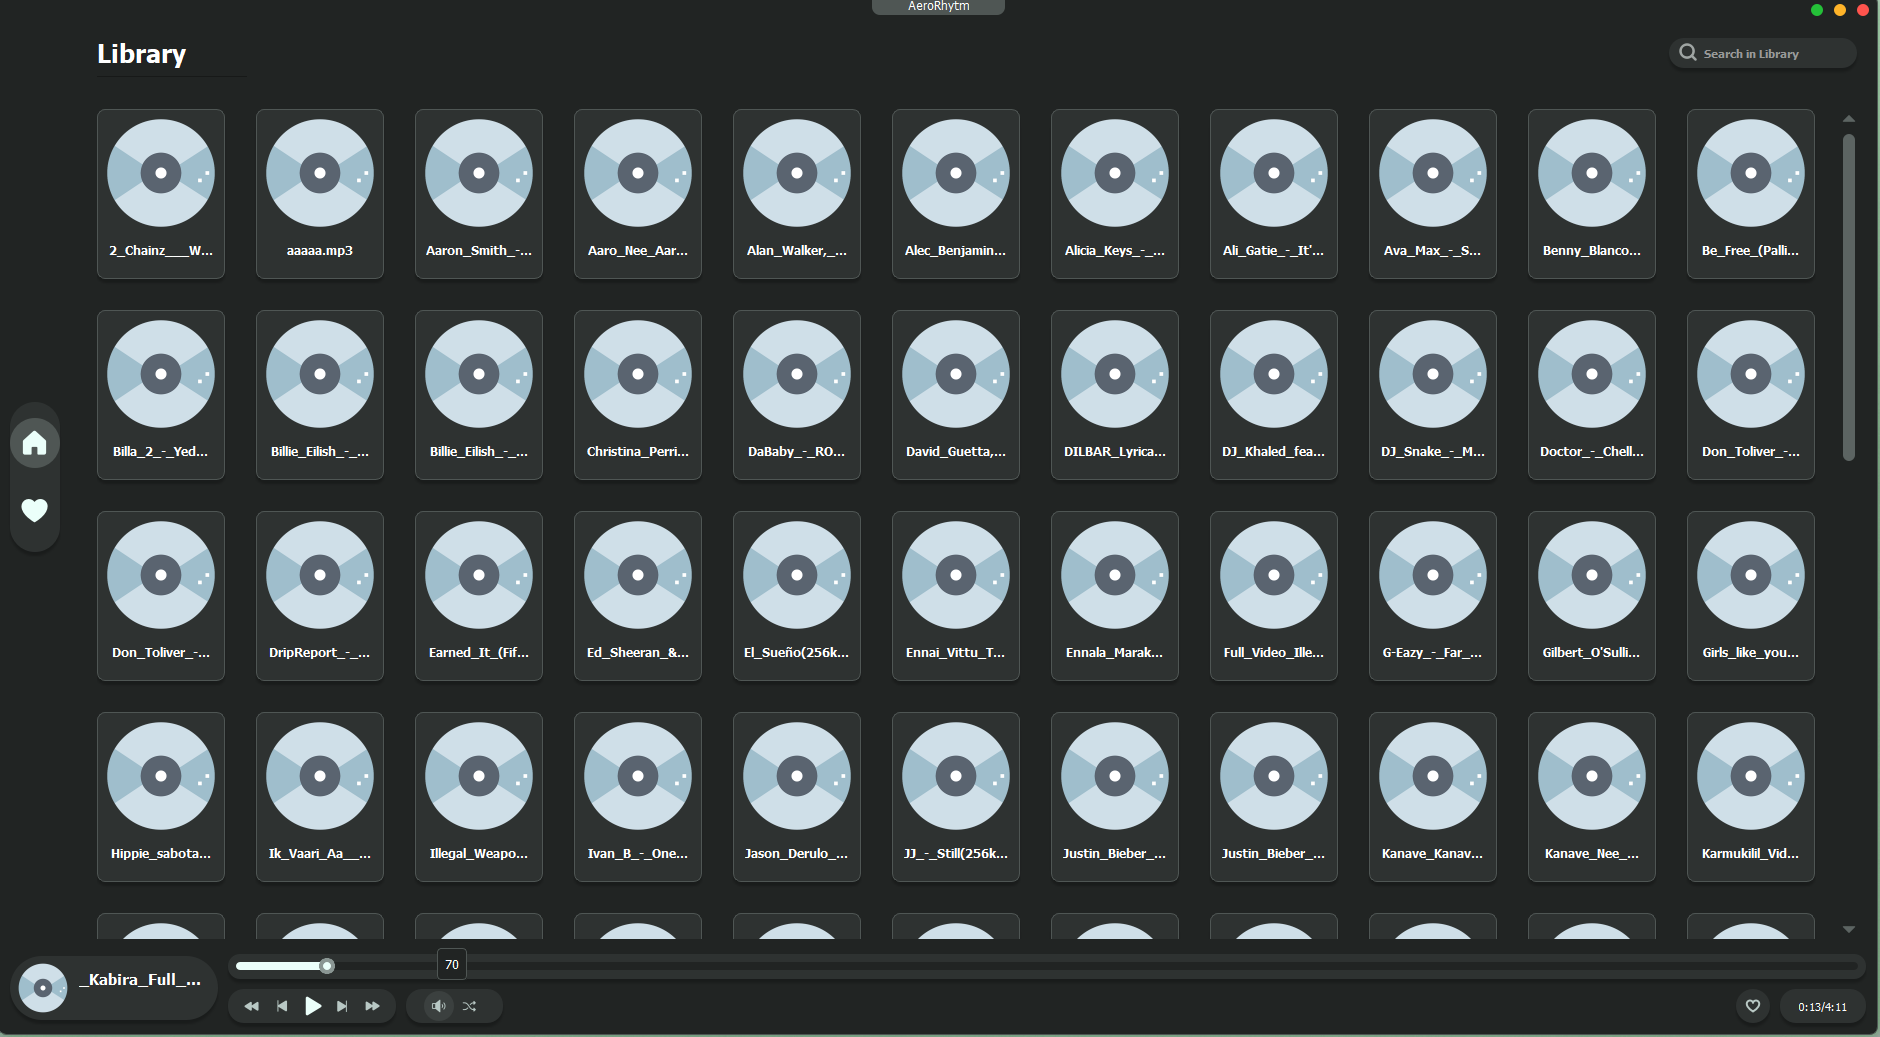 AeroRhytm
Library
Search in Library
2_Chainz___W...
aaaaa.mp3
Aaron_Smith_-...
Aaro_Nee_Aar...
Alan_Walker,_...
Alec_Benjamin...
Alicia_Keys_-_...
Ali_Gatie_-_It'...
Ava_Max_-_S...
Benny_Blanco...
Be_Free_(Palli...
Billa_2_-_Yed...
Billie_Eilish_-_...
Billie_Eilish_-_...
Christina_Perri...
DaBaby_-_RO...
David_Guetta,...
DILBAR_Lyrica...
DJ_Khaled_fea...
DJ_Snake_-_M...
Doctor_-_Chell...
Don_Toliver_-...
Don_Toliver_-...
DripReport_-_...
Earned_It_(Fif...
Ed_Sheeran_&...
El_Sueño(256k...
Ennai_Vittu_T...
Ennala_Marak...
Full_Video_Ille...
G-Eazy_-_Far_...
Gilbert_O'Sulli...
Girls_like_you...
Hippie_sabota...
Ik_Vaari_Aa__...
Illegal_Weapo...
Ivan_B_-_One...
Jason_Derulo_...
JJ_-_Still(256k...
Justin_Bieber_...
Justin_Bieber_...
Kanave_Kanav...
Kanave_Nee_...
Karmukilil_Vid...
_Kabira_Full_...
70
0:13/4:11